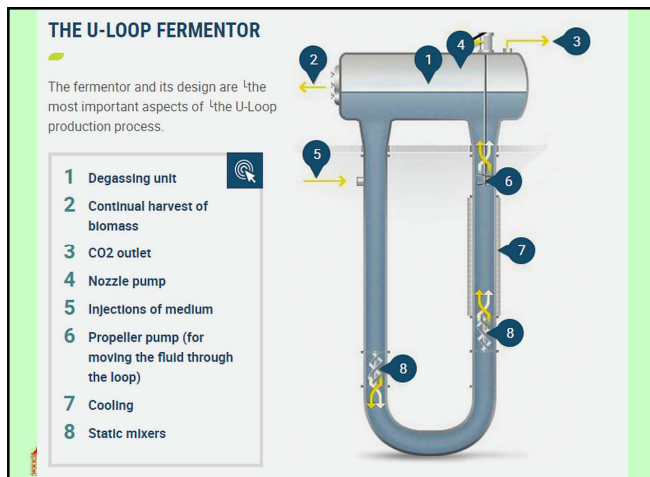 THE U-LOOP FERMENTOR
The fermentor and its design are └the
most important aspects of └the U-Loop
production process.
1 Degassing unit
2 Continual harvest of
biomass
3 CO2 outlet
4 Nozzle pump
5 Injections of medium
6 Propeller pump (for
moving the fluid through
the loop)
7 Cooling
8 Static mixers
4
3
2
1
5
6
7
8
8